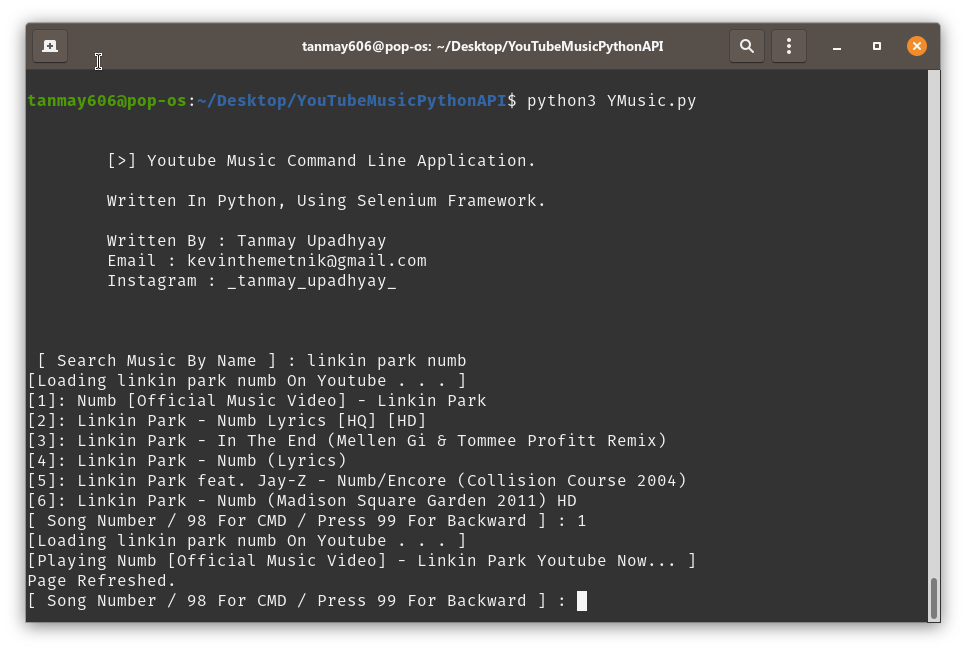 tanmay606@pop-os: ~/Desktop/YouTubeMusicPythonAPI
tanmay606@pop-os:~/Desktop/YouTubeMusicPythonAPI$ python3 YMusic.py
[>] Youtube Music Command Line Application.
Written In Python, Using Selenium Framework.
Written By : Tanmay Upadhyay
Email : kevinthemetnik@gmail.com
Instagram : _tanmay_upadhyay_
[ Search Music By Name ] : linkin park numb
[Loading linkin park numb On Youtube . . . ]
[1]: Numb [Official Music Video] - Linkin Park
[2]: Linkin Park - Numb Lyrics [HQ] [HD]
[3]: Linkin Park - In The End (Mellen Gi & Tommee Profitt Remix)
[4]: Linkin Park - Numb (Lyrics)
[5]: Linkin Park feat. Jay-Z - Numb/Encore (Collision Course 2004)
[6]: Linkin Park - Numb (Madison Square Garden 2011) HD
[ Song Number / 98 For CMD / Press 99 For Backward ] : 1
[Loading linkin park numb On Youtube . . . ]
[Playing Numb [Official Music Video] - Linkin Park Youtube Now... ]
Page Refreshed.
[ Song Number / 98 For CMD / Press 99 For Backward ] :